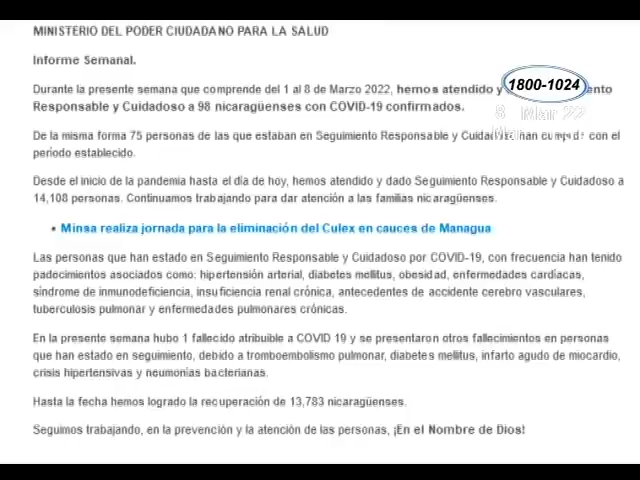 MINISTERIO DEL PODER CIUDADANO PARA LA SALUD
Informe Semanal.
Durante la presente semana que comprende del 1 al 8 de Marzo 2022, hemos atendido y
1800-1024
8 Mar 22
Responsable y Cuidadoso a 98 nicaragüenses con COVID-19 confirmados.
De la misma forma 75 personas de las que estaban en Seguimiento Responsable y han con el
período establecido.
Desde el inicio de la pandemia hasta el día de hoy, hemos atendido y dado Seguimiento Responsable y Cuidadoso a
14,108 personas. Continuamos trabajando para dar atención a las familias nicaragüenses.
• Minsa realiza jornada para la eliminación del Culex en cauces de Managua
Las personas que han estado en Seguimiento Responsable y Cuidadoso por COVID-19, con frecuencia han tenido
padecimientos asociados como: hipertensión arterial, diabetes mellitus, obesidad, enfermedades cardíacas,
síndrome de inmunodeficiencia, insuficiencia renal crónica, antecedentes de accidente cerebro vasculares,
tuberculosis pulmonar y enfermedades pulmonares crónicas.
En la presente semana hubo 1 fallecido atribuible a COVID 19 y se presentaron otros fallecimientos en personas
que han estado en seguimiento, debido a tromboembolismo pulmonar, diabetes mellitus, infarto agudo de miocardio,
crisis hipertensivas y neumonías bacterianas.
Hasta la fecha hemos logrado la recuperación de 13,783 nicaragüenses.
Seguimos trabajando, en la prevención y la atención de las personas, ¡En el Nombre de Dios!